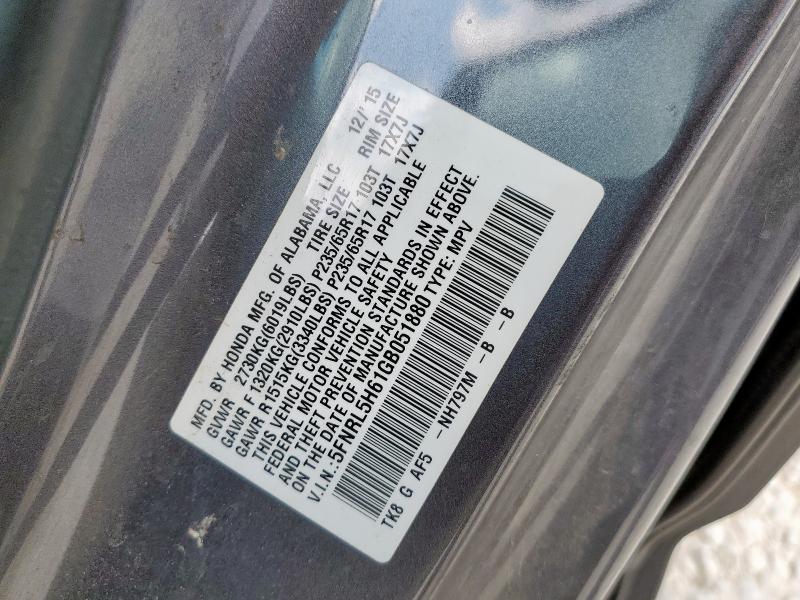 MFD. BY HONDA MFG. OF ALABAMA, LLC 12/'15
GVWR 2730KG(6019LBS) TIRE SIZE RIM SIZE
GAWR F1320KG(2910LBS) P235/65R17 103T 17X7J
GAWR R1515KG(3340LBS) P235/65R17 103T 17X7J
THIS VEHICLE CONFORMS TO ALL APPLICABLE
FEDERAL MOTOR VEHICLE SAFETY
AND THEFT PREVENTION STANDARDS IN EFFECT
ON THE DATE OF MANUFACTURE SHOWN ABOVE.
V.I.N.:5FNRL5H61GB051880 TYPE: MPV
TK8 G AF5 -NH797M -B -B